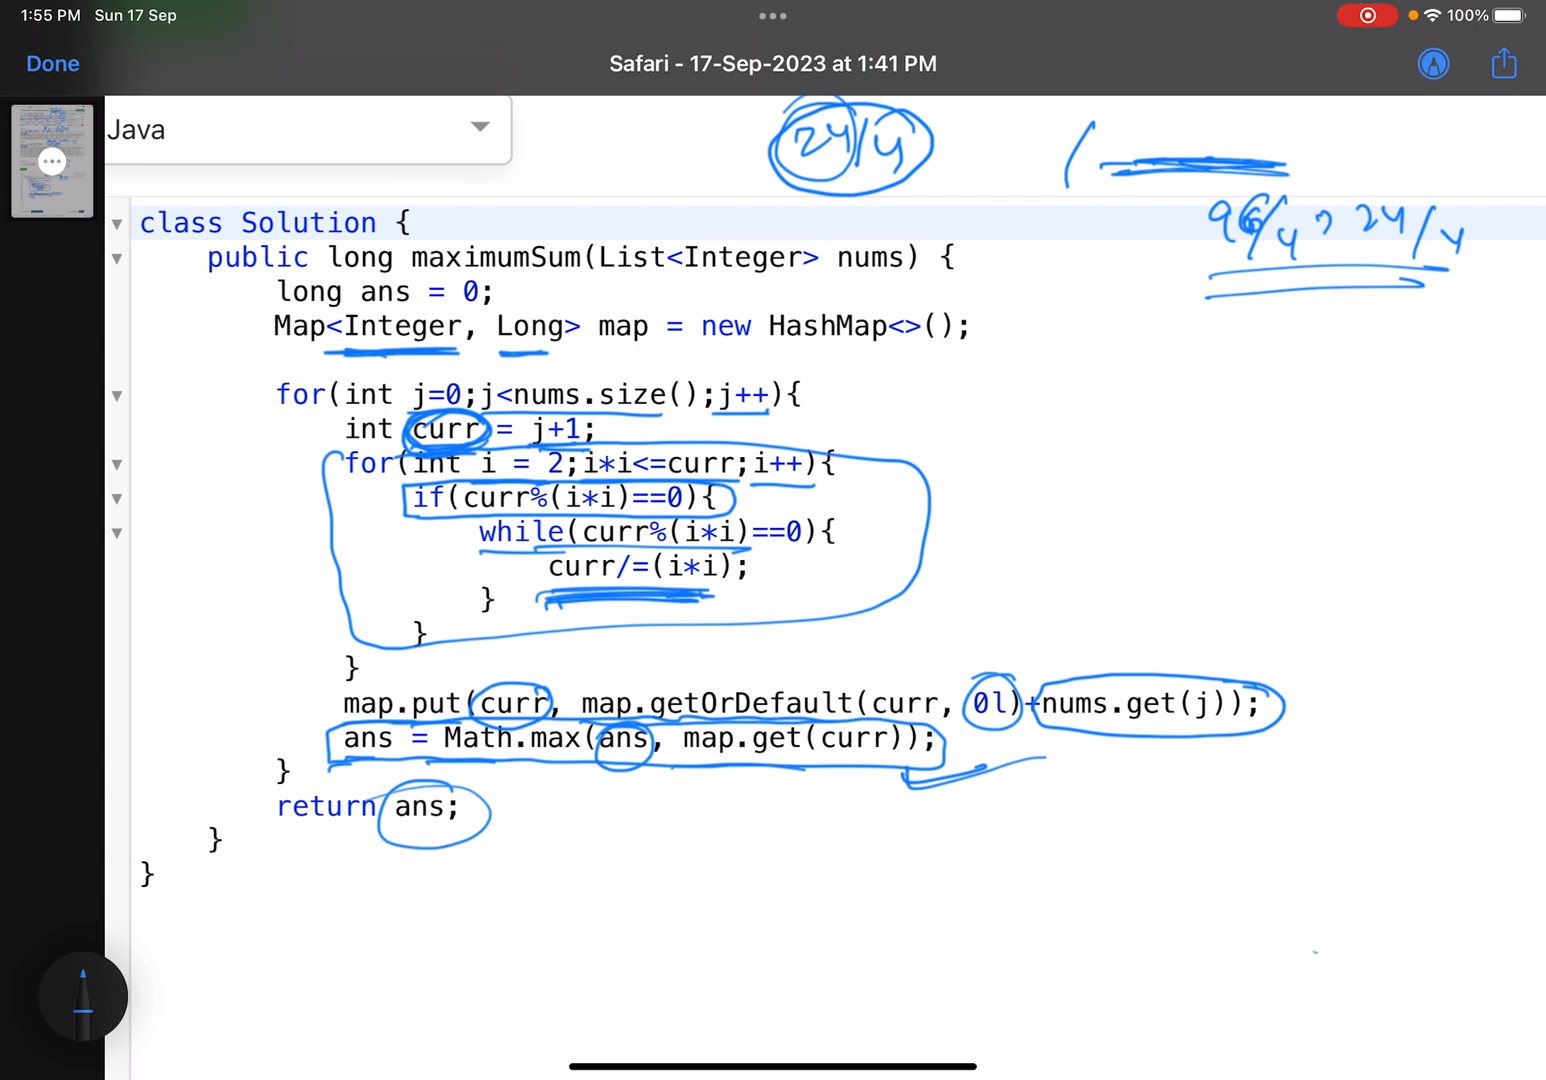 1:55 PM Sun 17 Sep
100%
Done
Safari - 17-Sep-2023 at 1:41 PM
Java
24/4
96/4 24/4
class Solution {
public long maximumSum(List<Integer> nums) {
long ans = 0;
Map<Integer, Long> map = new HashMap<>();
for(int j=0;j<nums.size();j++){
int curr = j+1;
for(int i = 2;i*i<=curr;i++){
if(curr%(i*i)==0){
while(curr%(i*i)==0){
curr/=(i*i);
}
}
}
map.put(curr, map.getOrDefault(curr, 0l)+nums.get(j));
ans = Math.max(ans, map.get(curr));
}
return ans;
}
}